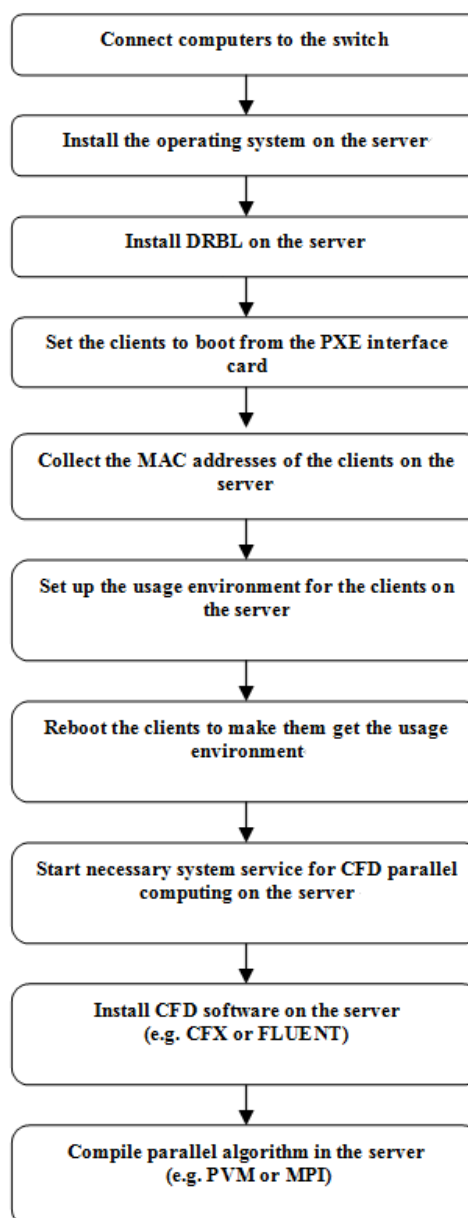 Connect computers to the switch
Install the operating system on the server
Install DRBL on the server
Set the clients to boot from the PXE interface
card
Collect the MAC addresses of the clients on the
server
Set up the usage environment for the clients on
the server
Reboot the clients to make them get the usage
environment
Start necessary system service for CFD parallel
computing on the server
Install CFD software on the server
(e.g. CFX or FLUENT)
Compile parallel algorithm in the server
(e.g. PVM or MPI)